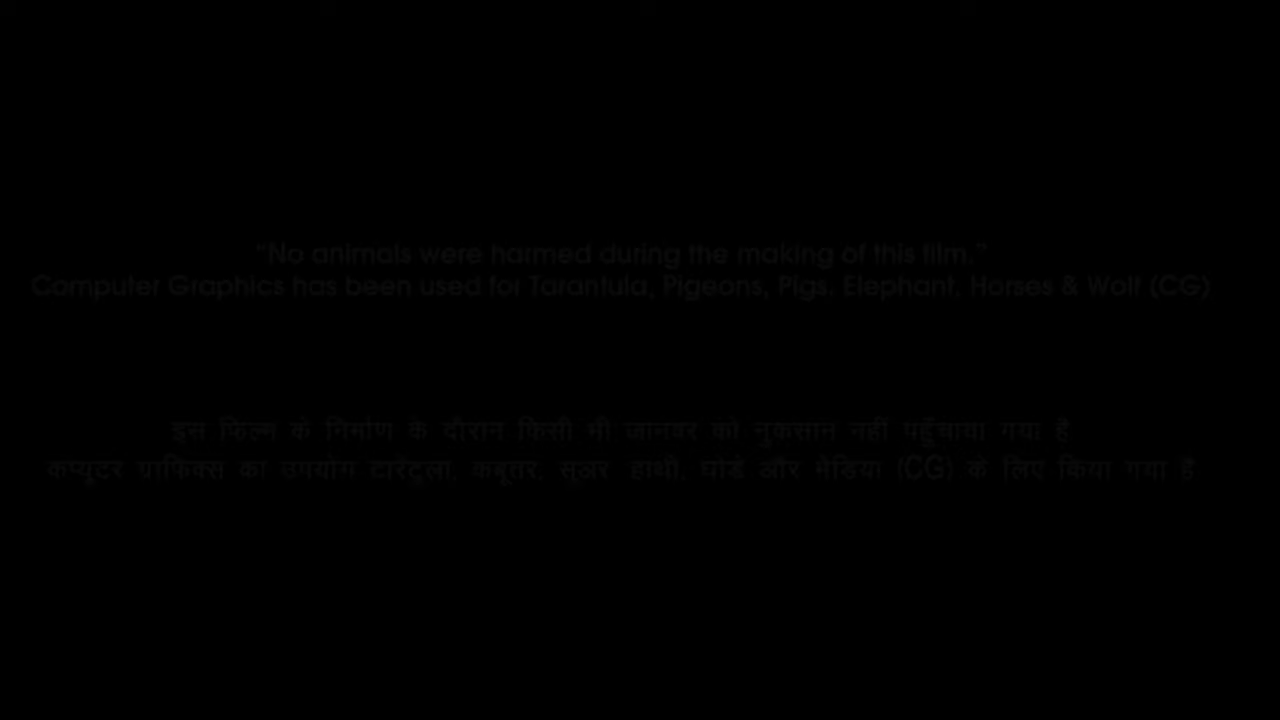 “No animals were harmed during the making of this film.”
Computer Graphics has been used for Tarantula, Pigeons, Pigs, Elephant, Horses & Wolf (CG)
इस फिल्म के निर्माण के दौरान किसी भी जानवर को नुकसान नहीं पहुँचाया गया है
कंप्यूटर ग्राफिक्स का उपयोग टारेंटुला, कबूतर, सूअर हाथी, घोडे और भेडिया (CG) के लिए किया गया है